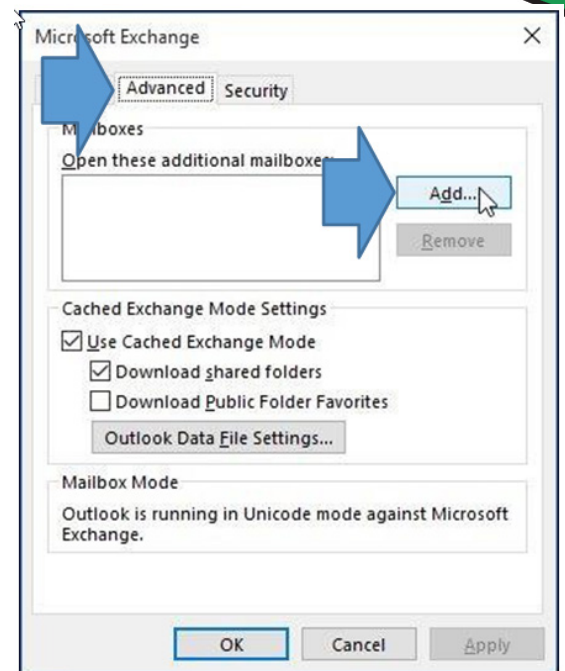 Microsoft Exchange
Advanced Security
Mailboxes
Open these additional mailboxes:
Add...
Remove
Cached Exchange Mode Settings
Use Cached Exchange Mode
Download shared folders
Download Public Folder Favorites
Outlook Data File Settings...
Mailbox Mode
Outlook is running in Unicode mode against Microsoft
Exchange.
OK Cancel Apply